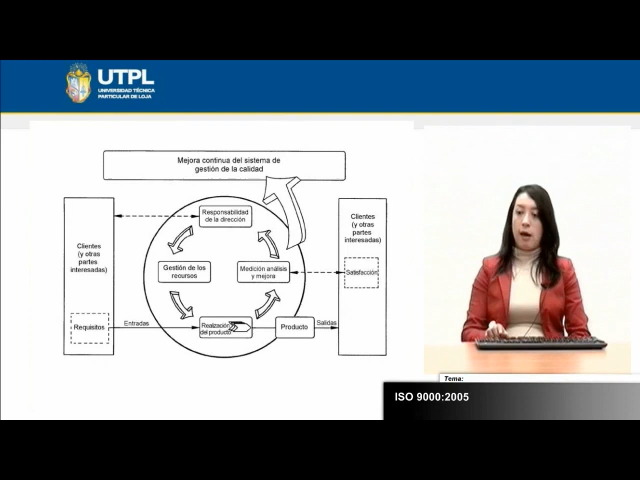 UTPL
UNIVERSIDAD TÉCNICA
PARTICULAR DE LOJA
Mejora continua del sistema de
gestión de la calidad
Responsabilidad
de la dirección
Clientes
(y otras
partes
interesadas)
Clientes
(y otras
partes
interesadas)
Gestión de los
recursos
Medición análisis
y mejora
Satisfacción
Requisitos
Entradas
Realización
del producto
Producto
Salidas
Tema:
ISO 9000:2005